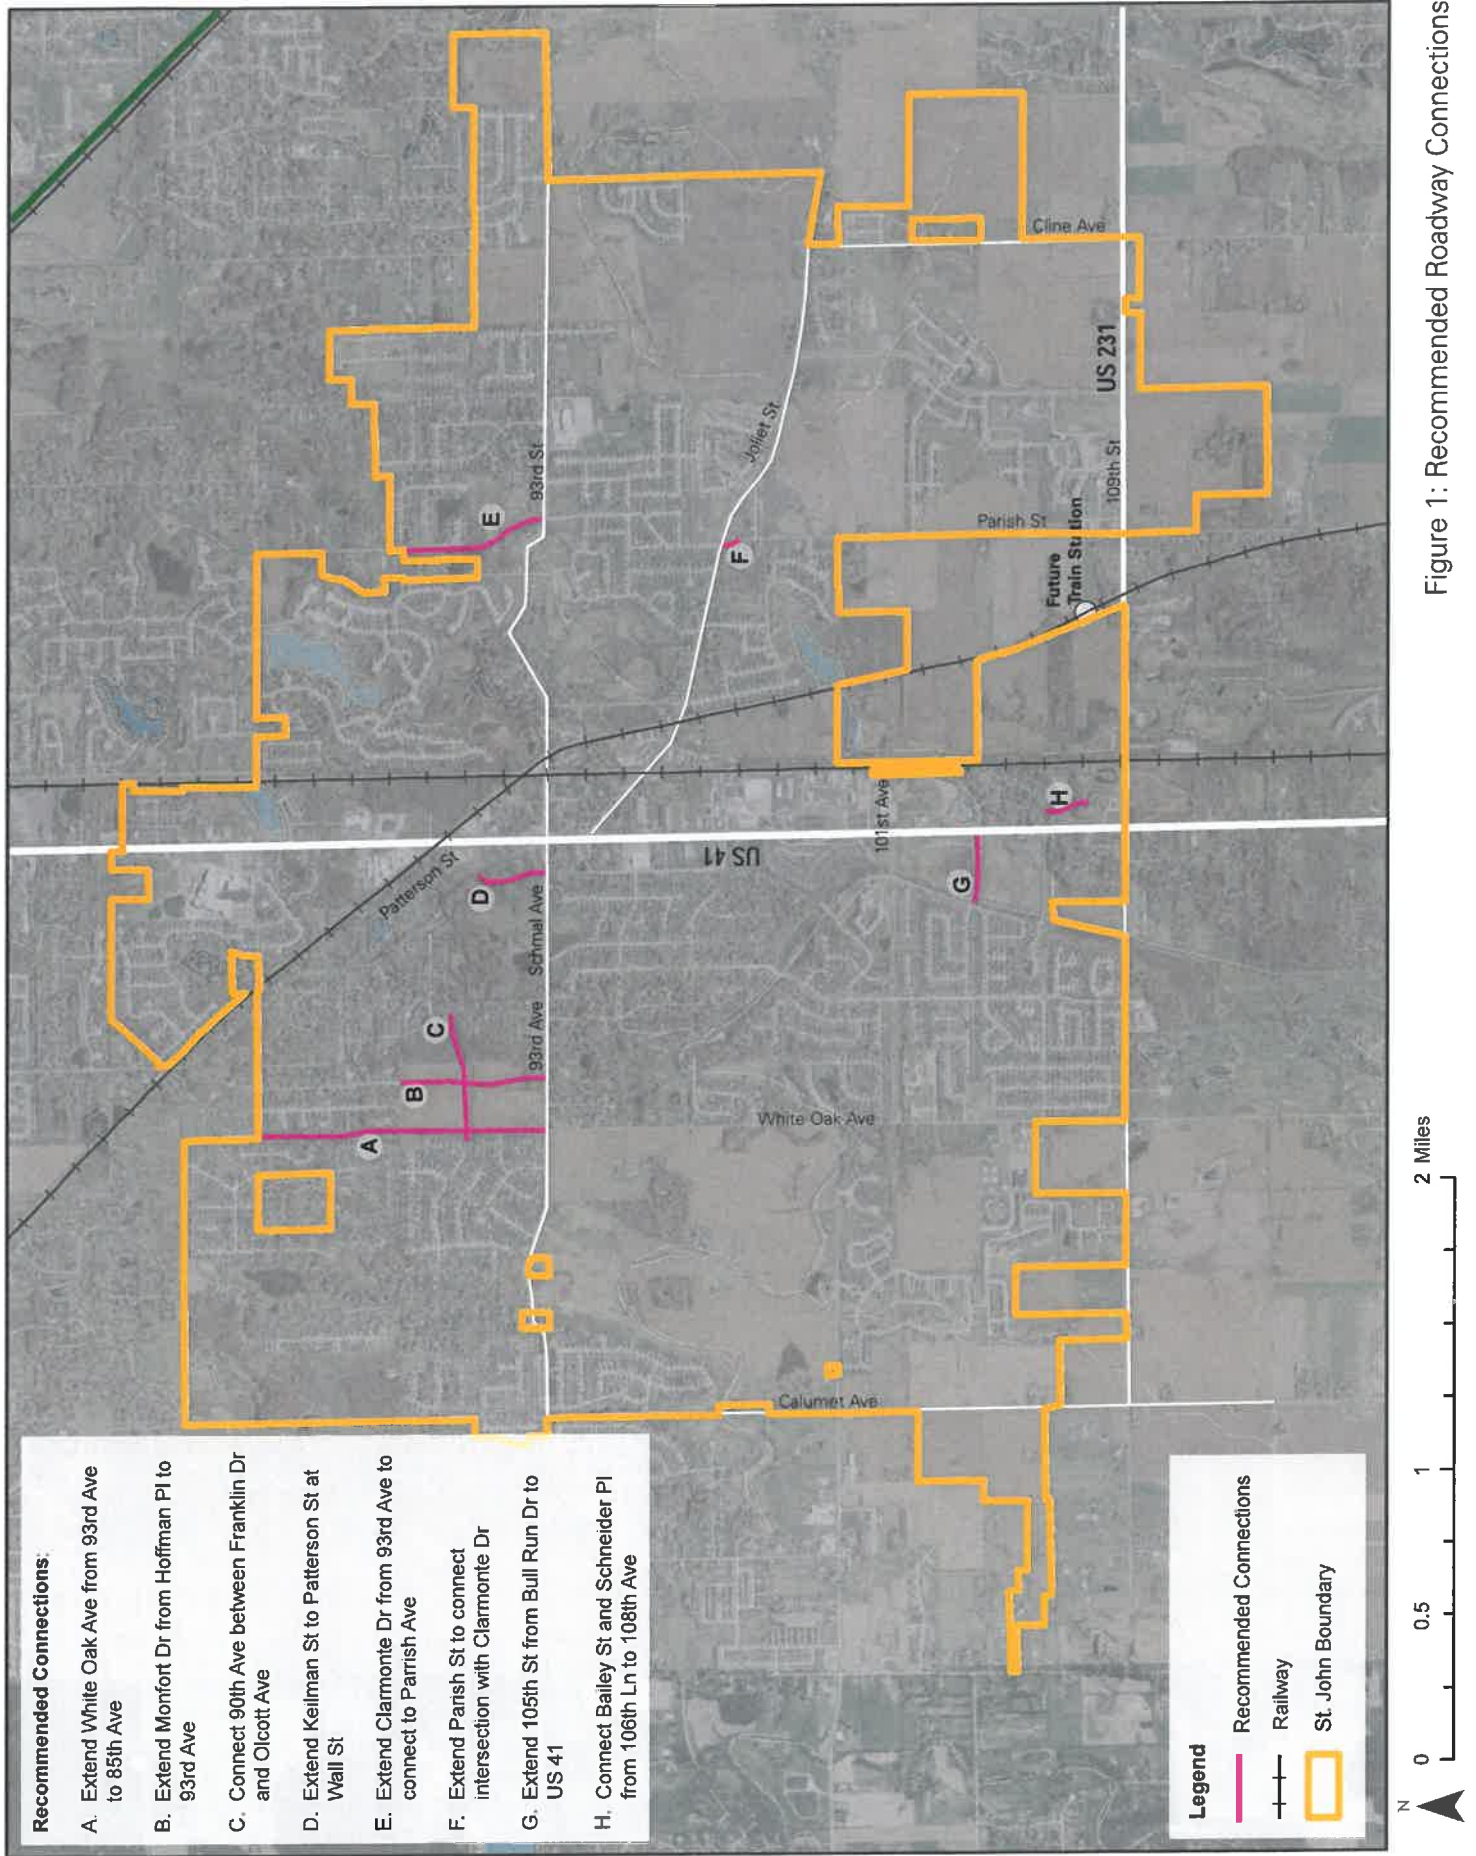 Recommended Connections:
A. Extend White Oak Ave from 93rd Ave
to 85th Ave
B. Extend Monfort Dr from Hoffman Pl to
93rd Ave
C. Connect 90th Ave between Franklin Dr
and Olcott Ave
D. Extend Keilman St to Patterson St at
Wall St
E. Extend Clarmonte Dr from 93rd Ave to
connect to Parrish Ave
F. Extend Parish St to connect
intersection with Clarmonte Dr
G. Extend 105th St from Bull Run Dr to
US 41
H. Connect Bailey St and Schneider Pl
from 106th Ln to 108th Ave
Patterson St
A
B
C
D
E
93rd Ave
Schmal Ave
93rd St
F
Joliet St
US 41
White Oak Ave
Calumet Ave
101st Ave
G
H
Parish St
Future
Train Station
109th St
US 231
Cline Ave
Legend
Recommended Connections
Railway
St. John Boundary
N
0
0.5
1
2 Miles
Figure 1: Recommended Roadway Connections